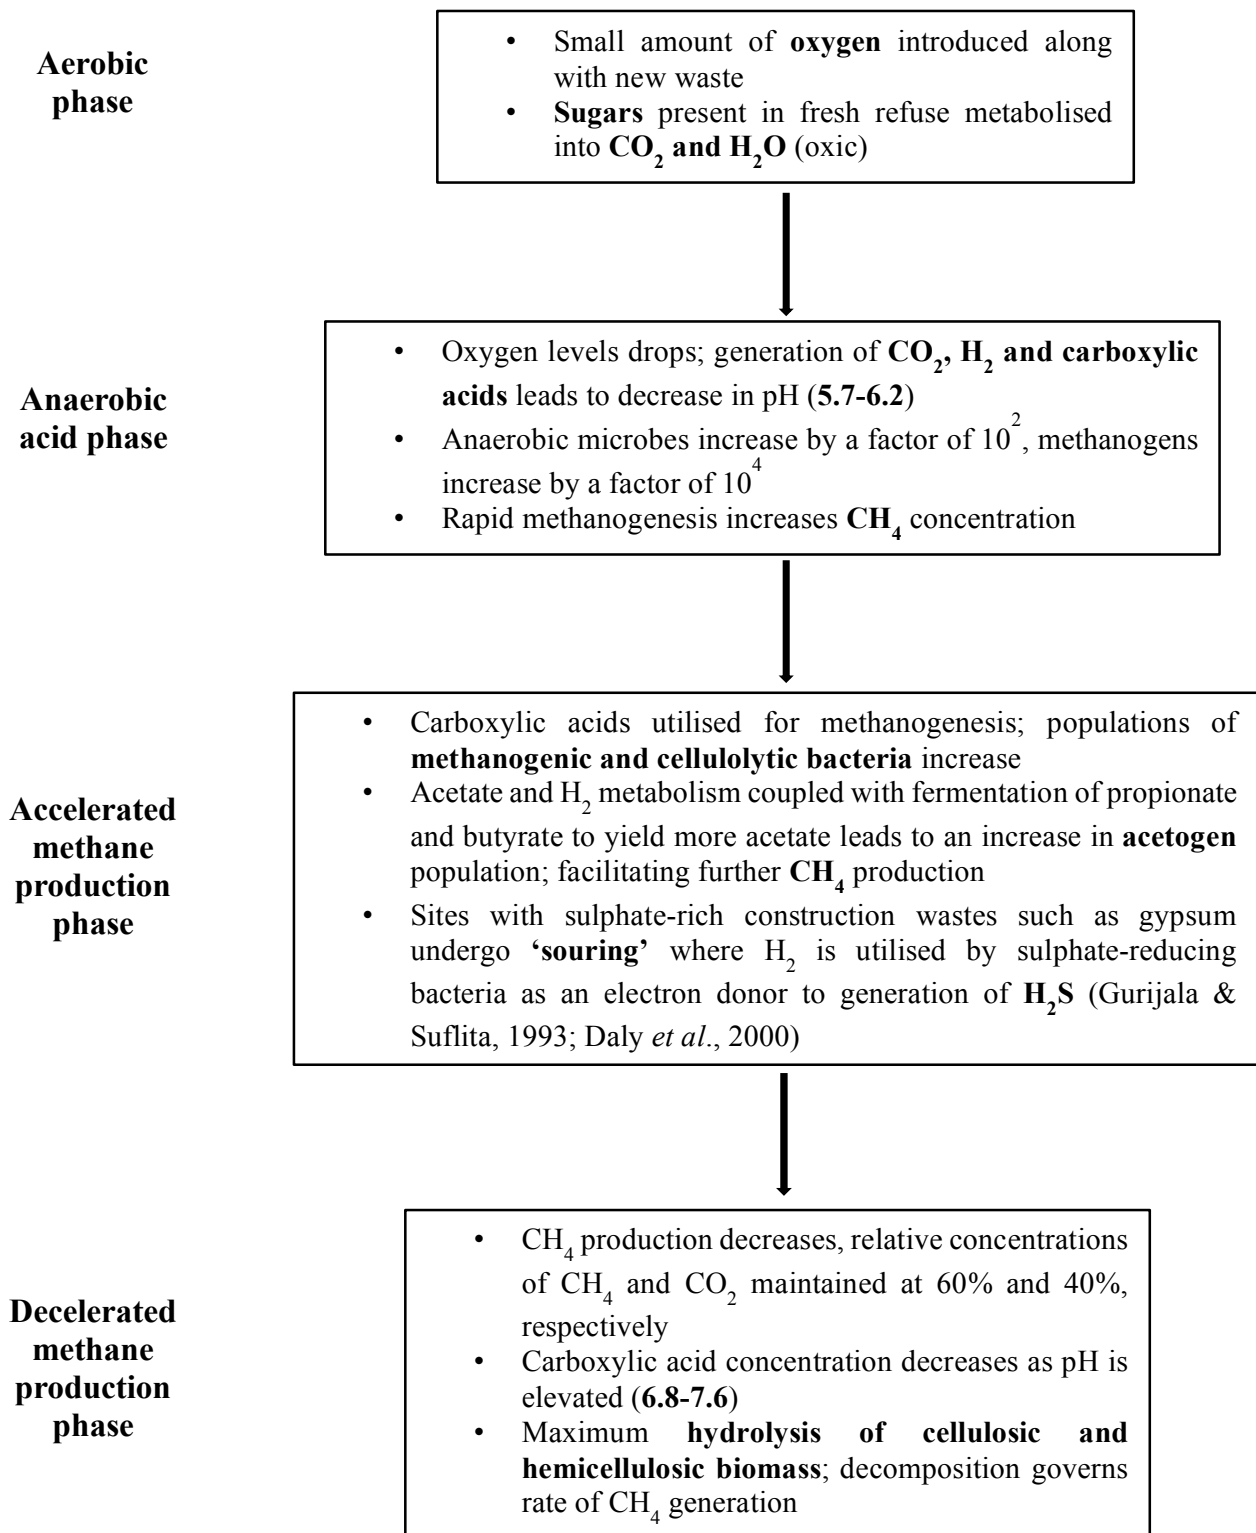 Aerobic
phase
• Small amount of oxygen introduced along
with new waste
• Sugars present in fresh refuse metabolised
into CO₂ and H₂O (oxic)
Anaerobic
acid phase
• Oxygen levels drops; generation of CO₂, H₂ and carboxylic
acids leads to decrease in pH (5.7-6.2)
• Anaerobic microbes increase by a factor of 10², methanogens
increase by a factor of 10⁴
• Rapid methanogenesis increases CH₄ concentration
Accelerated
methane
production
phase
• Carboxylic acids utilised for methanogenesis; populations of
methanogenic and cellulolytic bacteria increase
• Acetate and H₂ metabolism coupled with fermentation of propionate
and butyrate to yield more acetate leads to an increase in acetogen
population; facilitating further CH₄ production
• Sites with sulphate-rich construction wastes such as gypsum
undergo ‘souring’ where H₂ is utilised by sulphate-reducing
bacteria as an electron donor to generation of H₂S (Gurijala &
Suflita, 1993; Daly et al., 2000)
Decelerated
methane
production
phase
• CH₄ production decreases, relative concentrations
of CH₄ and CO₂ maintained at 60% and 40%,
respectively
• Carboxylic acid concentration decreases as pH is
elevated (6.8-7.6)
• Maximum hydrolysis of cellulosic and
hemicellulosic biomass; decomposition governs
rate of CH₄ generation